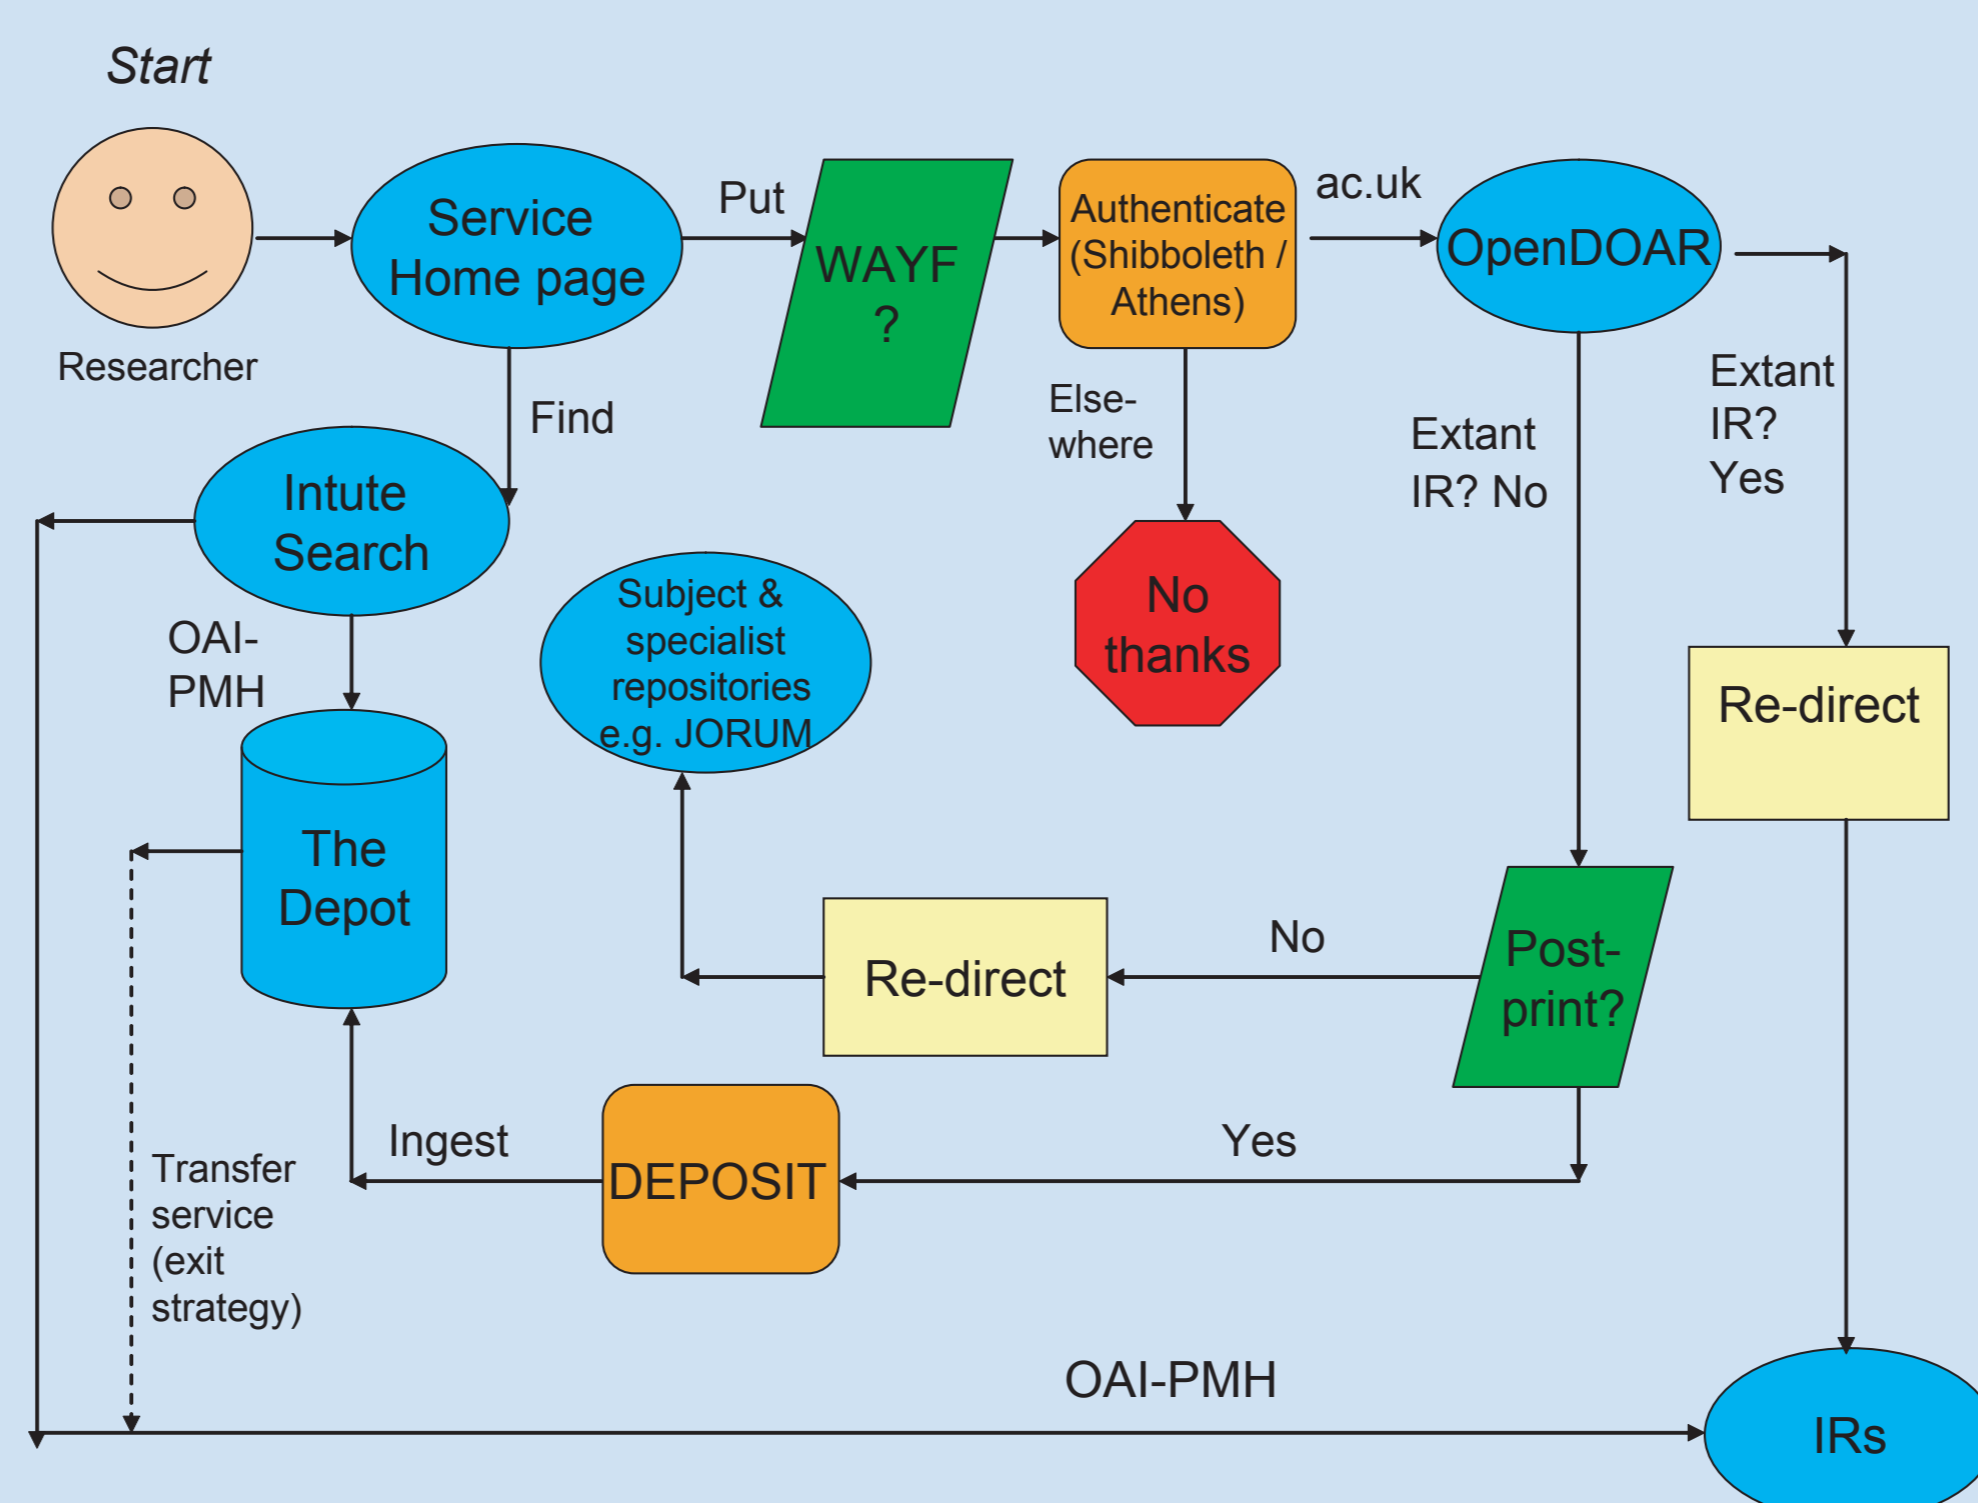 Start
Researcher
Service
Home page
Put
WAYF
?
Authenticate
(Shibboleth /
Athens)
ac.uk
OpenDOAR
Extant
IR?
Yes
Find
Else-
where
Extant
IR? No
Intute
Search
OAI-
PMH
Subject &
specialist
repositories
e.g. JORUM
No
thanks
Re-direct
The
Depot
Re-direct
No
Post-
print?
Ingest
DEPOSIT
Yes
Transfer
service
(exit
strategy)
OAI-PMH
IRs